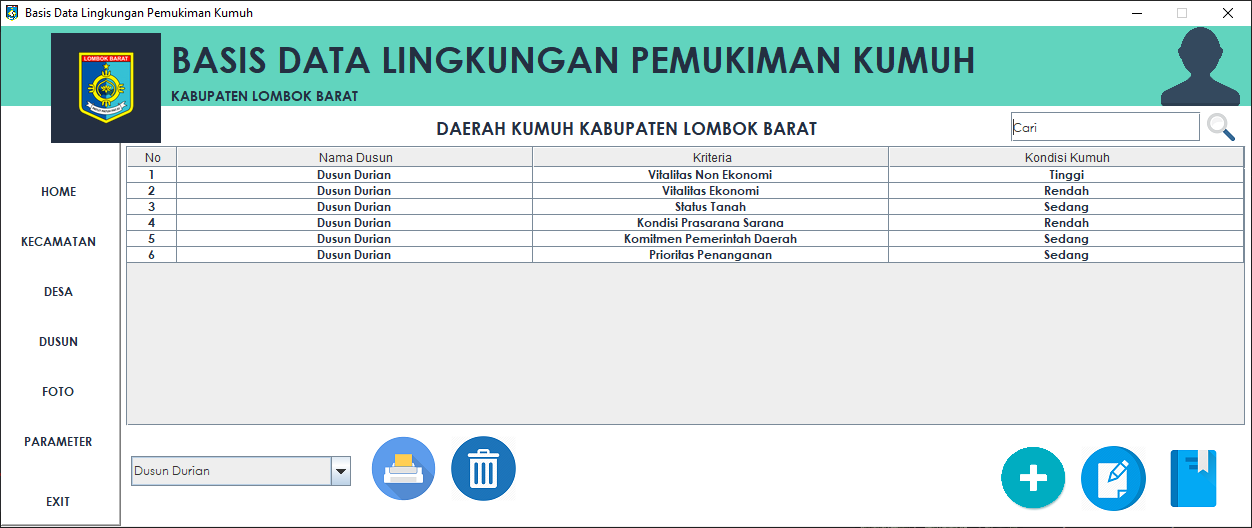 Basis Data Lingkungan Pemukiman Kumuh
LOMBOK BARAT
BASIS DATA LINGKUNGAN PEMUKIMAN KUMUH
KABUPATEN LOMBOK BARAT
DAERAH KUMUH KABUPATEN LOMBOK BARAT
Cari
HOME
KECAMATAN
DESA
DUSUN
FOTO
PARAMETER
EXIT
No Nama Dusun Kriteria Kondisi Kumuh
1 Dusun Durian Vitalitas Non Ekonomi Tinggi
2 Dusun Durian Vitalitas Ekonomi Rendah
3 Dusun Durian Status Tanah Sedang
4 Dusun Durian Kondisi Prasarana Sarana Rendah
5 Dusun Durian Komitmen Pemerintah Daerah Sedang
6 Dusun Durian Prioritas Penanganan Sedang
Dusun Durian